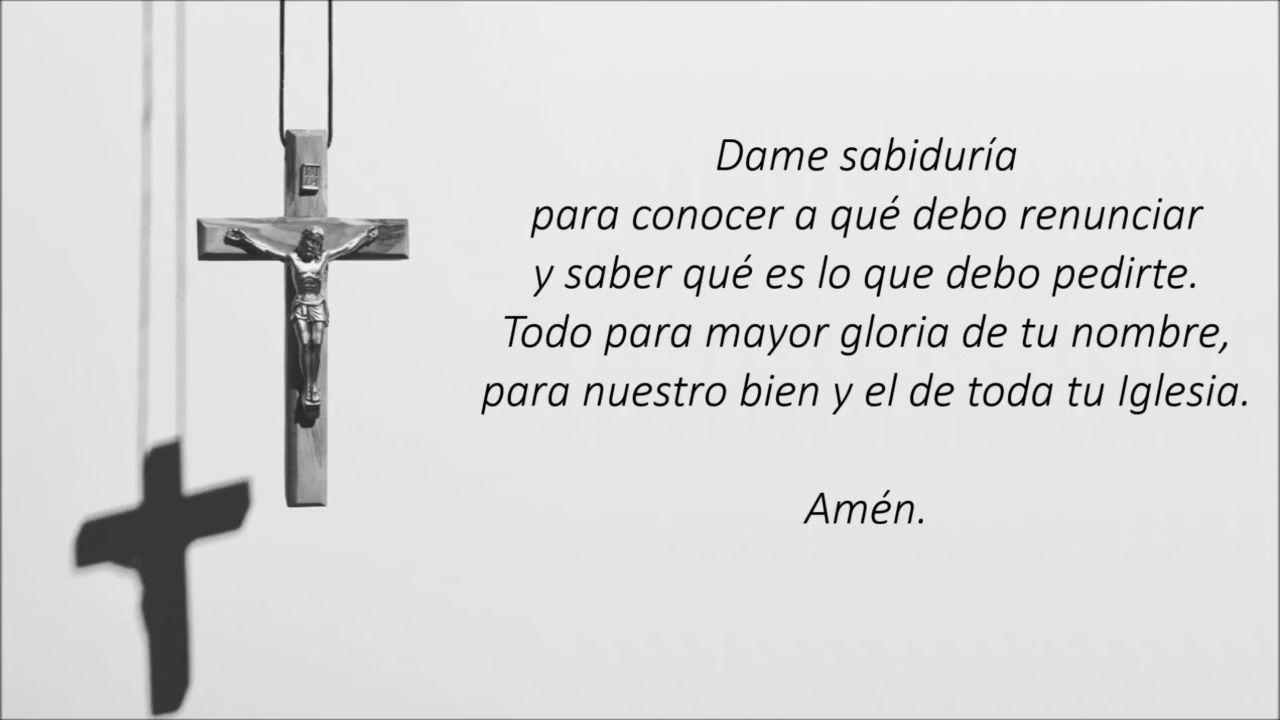 Dame sabiduría
para conocer a qué debo renunciar
y saber qué es lo que debo pedirte.
Todo para mayor gloria de tu nombre,
para nuestro bien y el de toda tu Iglesia.
Amén.